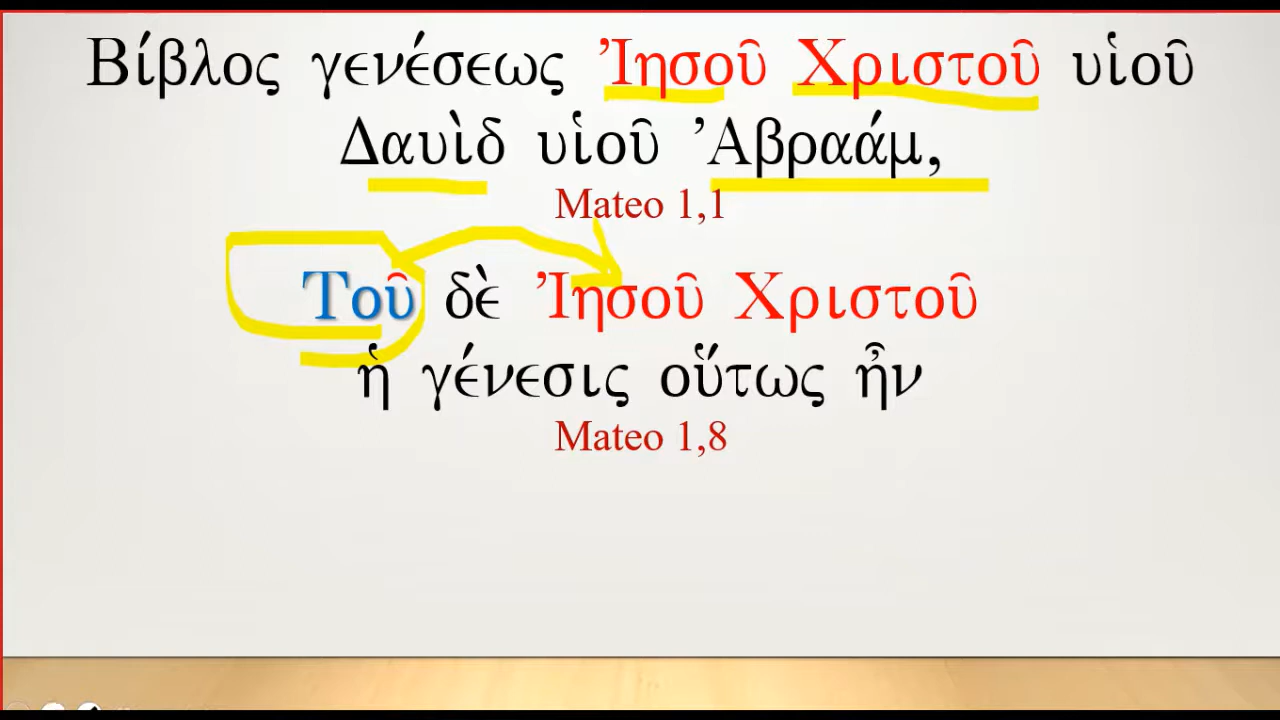 Βίβλος γενέσεως Ἰησοῦ Χριστοῦ υἱοῦ
Δαυὶδ υἱοῦ Ἀβραάμ,
Mateo 1,1
Τοῦ δὲ Ἰησοῦ Χριστοῦ
ἡ γένεσις οὕτως ἦν
Mateo 1,8